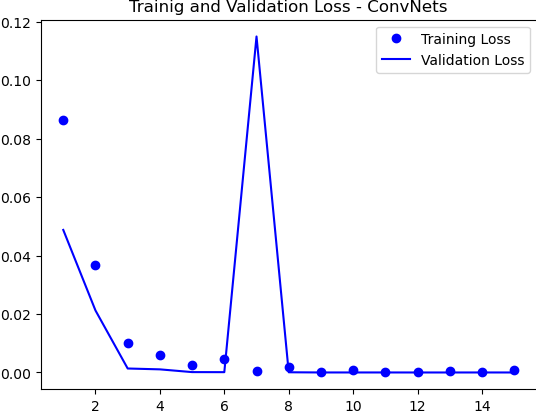 Trainig and Validation Loss - ConvNets
0.12
Training Loss
Validation Loss
0.10
0.08
0.06
0.04
0.02
0.00
2 4 6 8 10 12 14